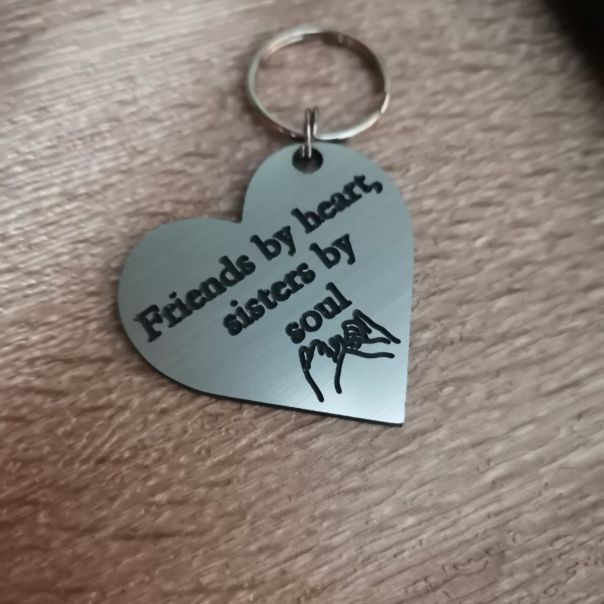 Friends by heart,
sisters by
soul